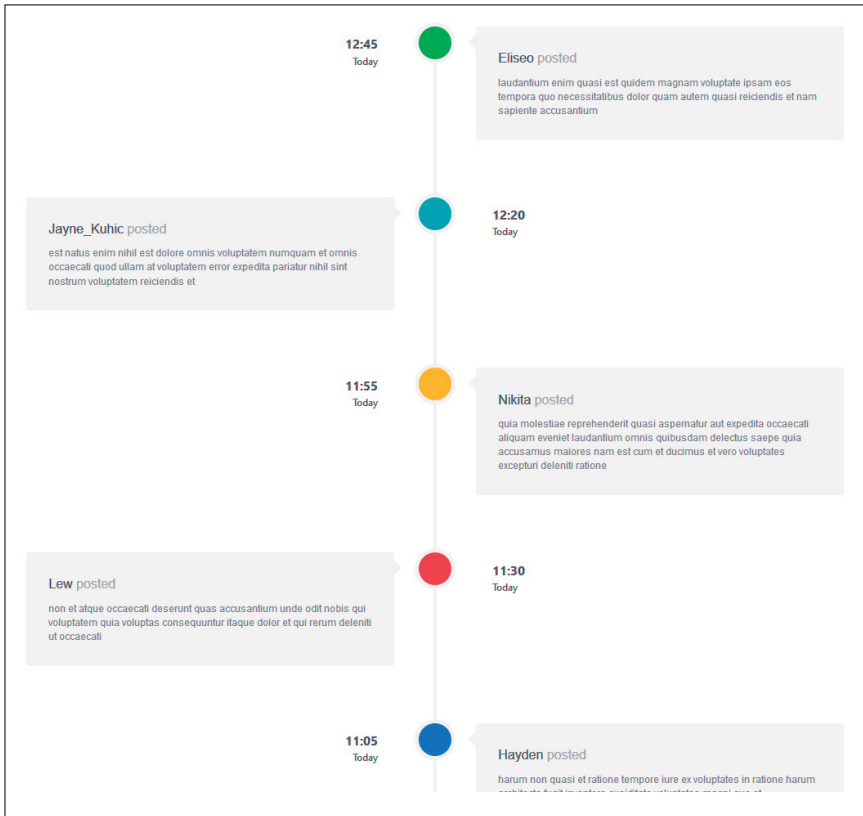 12:45
Today
Eliseo posted
laudantium enim quasi est quidem magnam voluptate ipsam eos
tempora quo necessitatibus dolor quam autem quasi reiciendis et nam
sapiente accusantium
Jayne_Kuhic posted
est natus enim nihil est dolore omnis voluptatem numquam et omnis
occaecati quod ullam at voluptatem error expedita pariatur nihil sint
nostrum voluptatem reiciendis et
12:20
Today
11:55
Today
Nikita posted
quia molestiae reprehenderit quasi aspernatur aut expedita occaecati
aliquam eveniet laudantium omnis quibusdam delectus saepe quia
accusamus maiores nam est cum et ducimus et vero voluptates
excepturi deleniti ratione
Lew posted
non et atque occaecati deserunt quas accusantium unde odit nobis qui
voluptatem quia voluptas consequuntur itaque dolor et qui rerum deleniti
ut occaecati
11:30
Today
11:05
Today
Hayden posted
harum non quasi et ratione tempore iure ex voluptates in ratione harum